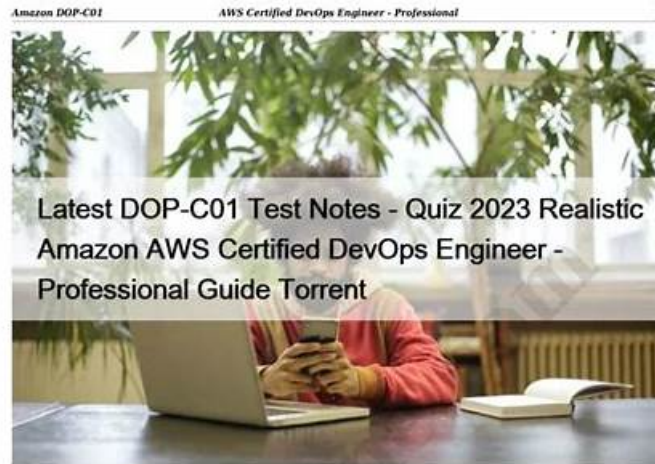 Amazon DOP-C01 AWS Certified DevOps Engineer - Professional
Latest DOP-C01 Test Notes - Quiz 2023 Realistic
Amazon AWS Certified DevOps Engineer -
Professional Guide Torrent